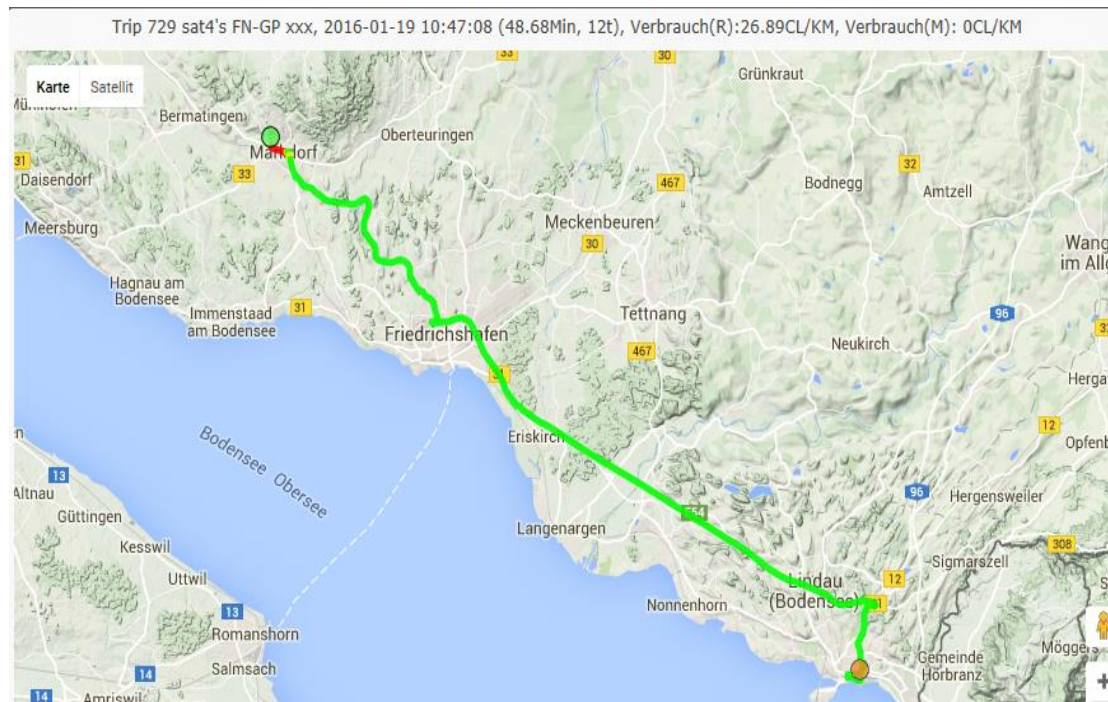 Trip 729 sat4's FN-GP xxx, 2016-01-19 10:47:08 (48.68Min, 12t), Verbrauch(R):26.89CL/KM, Verbrauch(M): 0CL/KM
Karte Satellit
33
30
Grünkraut
Bermatingen
Oberteuringen
31
Daisendorf
33
467
32
Bodnegg
Amtzell
Meersburg
Meckenbeuren
30
Hagnau am
Bodensee
Immenstaad
am Bodensee
31
Tettnang
96
Friedrichshafen
467
Neukirch
12
Eriskirch
Bodensee Obersee
13
Altnau
Güttingen
96
Hergensweiler
Langenargen
Kesswil
308
Sigmarszell
Uttwil
12
Lindau
(Bodensee)
Nonnenhorn
13
Romanshorn
Salmsach
Gemeinde
Hörbranz
14
14
Amriswil